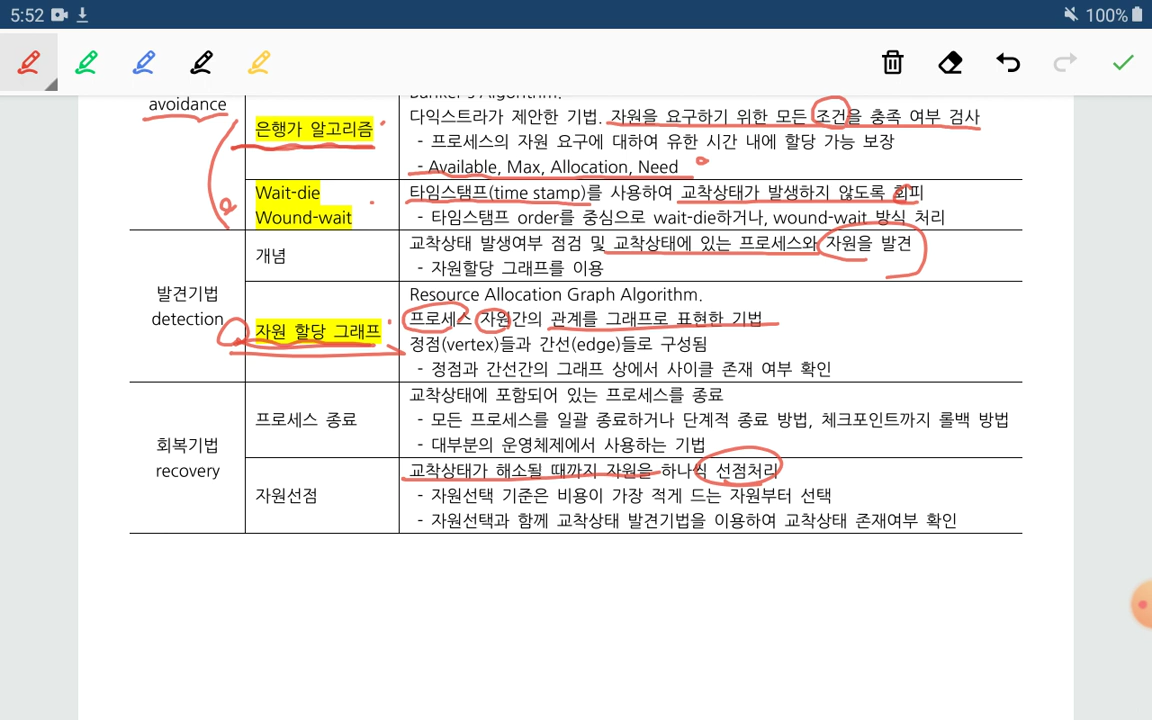 5:52
100%
avoidance
은행가 알고리즘
Banker's Algorithm.
다익스트라가 제안한 기법. 자원을 요구하기 위한 모든 조건을 충족 여부 검사
- 프로세스의 자원 요구에 대하여 유한 시간 내에 할당 가능 보장
- Available, Max, Allocation, Need
Wait-die
Wound-wait
타임스탬프(time stamp)를 사용하여 교착상태가 발생하지 않도록 회피
- 타임스탬프 order를 중심으로 wait-die하거나, wound-wait 방식 처리
발견기법
detection
개념
교착상태 발생여부 점검 및 교착상태에 있는 프로세스와 자원을 발견
- 자원할당 그래프를 이용
자원 할당 그래프
Resource Allocation Graph Algorithm.
프로세스 자원간의 관계를 그래프로 표현한 기법
정점(vertex)들과 간선(edge)들로 구성됨
- 정점과 간선간의 그래프 상에서 사이클 존재 여부 확인
회복기법
recovery
프로세스 종료
교착상태에 포함되어 있는 프로세스를 종료
- 모든 프로세스를 일괄 종료하거나 단계적 종료 방법, 체크포인트까지 롤백 방법
- 대부분의 운영체제에서 사용하는 기법
자원선점
교착상태가 해소될 때까지 자원을 하나씩 선점처리
- 자원선택 기준은 비용이 가장 적게 드는 자원부터 선택
- 자원선택과 함께 교착상태 발견기법을 이용하여 교착상태 존재여부 확인